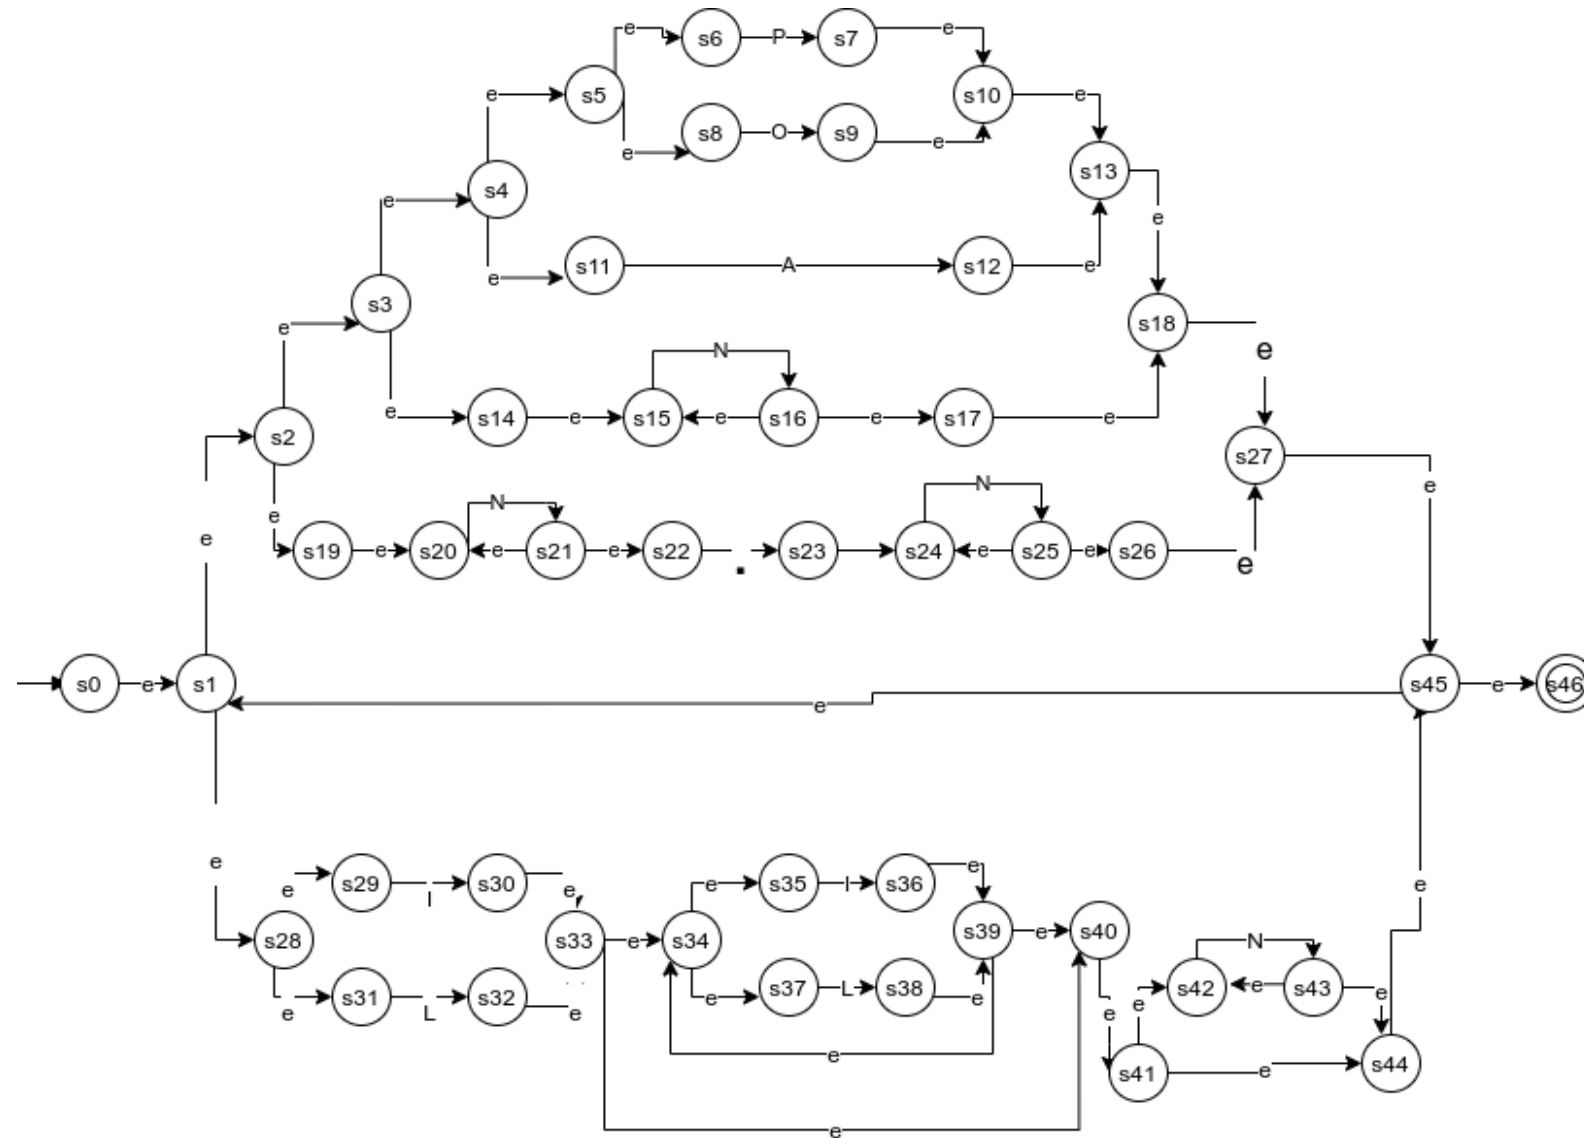 e s6 P s7 e
e s5 s10 e
e s8 O s9 e
s4 s13
e e
e s11 A s12 e
s3 s18
e N e
e s14 e s15 e s16 e s17 e
s2 s27
e N N e
e s19 e s20 e s21 e s22 . s23 s24 e s25 e s26 e
e
s0 e s1 s45 e s46
e
e e
e s29 I s30 e s35 I s36 e
s28 s33 e s34 s39 e s40 N
e s31 L s32 e e s37 L s38 e e e s42 e s43 e
e s41 e s44
e